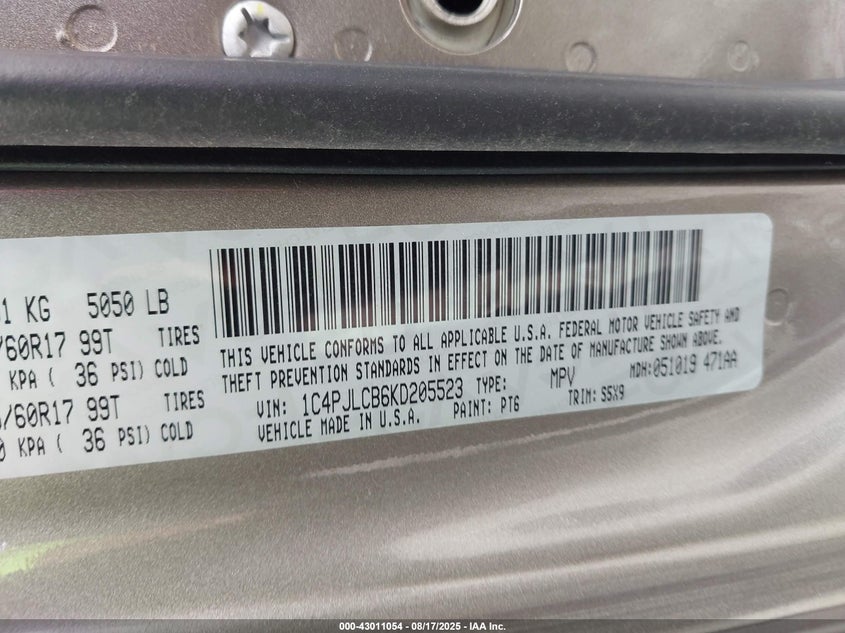 1 KG 5050 LB
/60R17 99T TIRES
KPA ( 36 PSI) COLD
/60R17 99T TIRES
0 KPA ( 36 PSI) COLD
THIS VEHICLE CONFORMS TO ALL APPLICABLE U.S.A. FEDERAL MOTOR VEHICLE SAFETY AND
THEFT PREVENTION STANDARDS IN EFFECT ON THE DATE OF MANUFACTURE SHOWN ABOVE.
MDH:051019 471AA
VIN: 1C4PJLCB6KD205523 TYPE: MPV
VEHICLE MADE IN U.S.A. PAINT: PT6 TRIM: S5X9
000-43011054 - 08/17/2025 - IAA Inc.